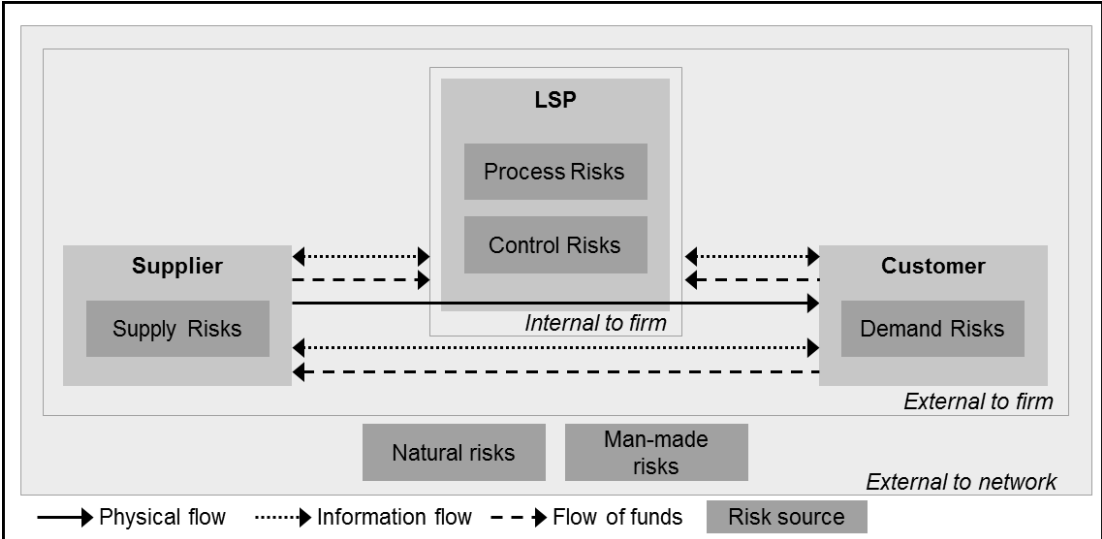 LSP
Process Risks
Control Risks
Supplier
Supply Risks
Customer
Demand Risks
Internal to firm
External to firm
Natural risks
Man-made
risks
External to network
Physical flow
Information flow
Flow of funds
Risk source